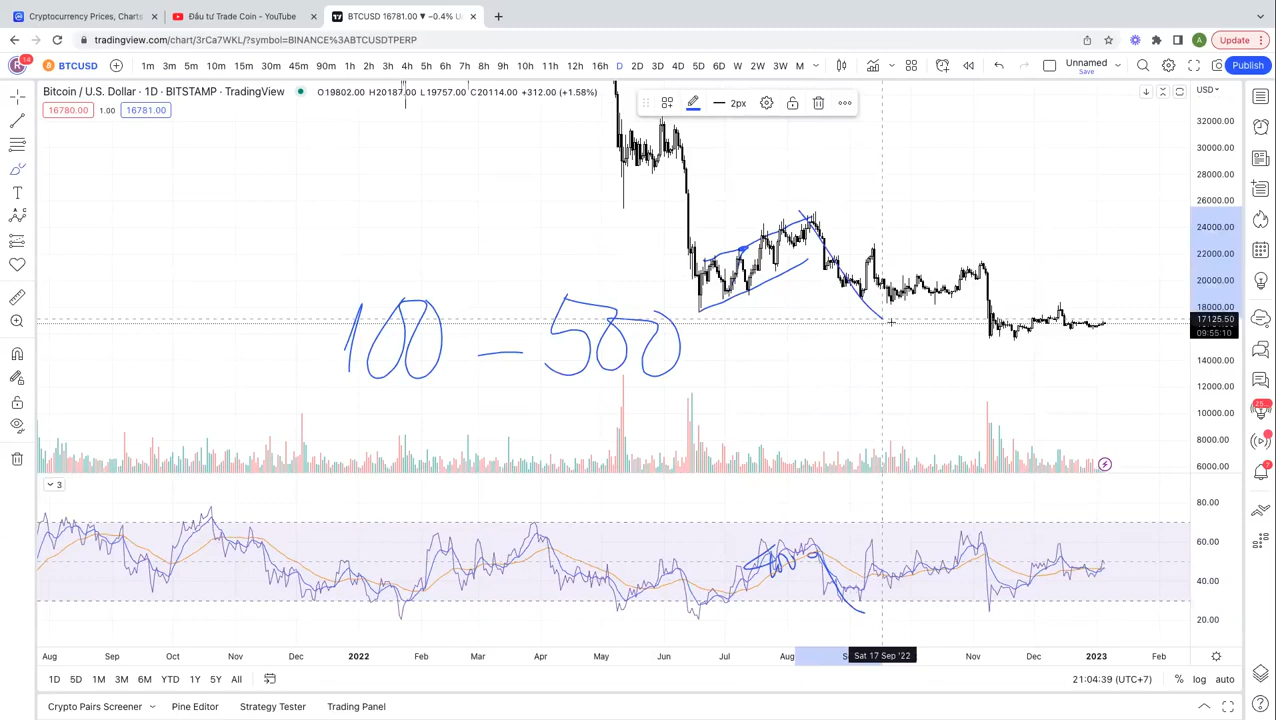 Cryptocurrency Prices, Charts
Đầu tư Trade Coin - YouTube
BTCUSD 16781.00 ▼ −0.4% U
tradingview.com/chart/3rCa7WKL/?symbol=BINANCE%3ABTCUSDTPERP
A
Update
14
BTCUSD
1m 3m 5m 10m 15m 30m 45m 90m 1h 2h 3h 4h 5h 6h 7h 8h 9h 10h 11h 12h 16h D 2D 3D 4D 5D 6D W 2W 3W M
Unnamed
Save
Publish
Bitcoin / U.S. Dollar · 1D · BITSTAMP · TradingView
O19802.00 H20187.00 L19757.00 C20114.00 +312.00 (+1.58%)
2px
USD
16780.00 1.00 16781.00
32000.00
30000.00
28000.00
26000.00
24000.00
22000.00
20000.00
18000.00
17125.50
09:55:10
14000.00
12000.00
10000.00
8000.00
6000.00
100 – 500
3
80.00
60.00
40.00
20.00
Aug Sep Oct Nov Dec 2022 Feb Mar Apr May Jun Jul Aug Sat 17 Sep '22 Nov Dec 2023 Feb
1D 5D 1M 3M 6M YTD 1Y 5Y All
21:04:39 (UTC+7) % log auto
Crypto Pairs Screener Pine Editor Strategy Tester Trading Panel